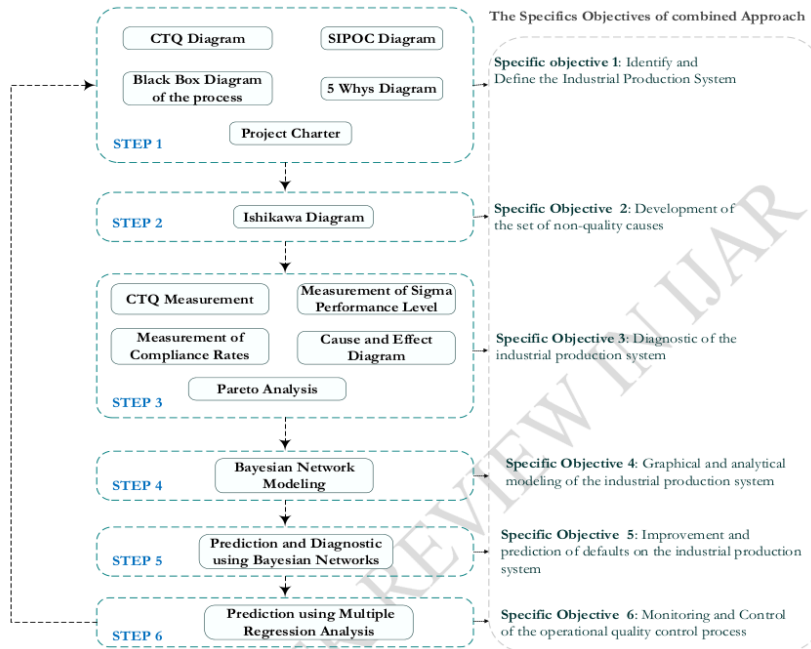 The Specifics Objectives of combined Approach
CTQ Diagram
SIPOC Diagram
Black Box Diagram
of the process
5 Whys Diagram
Project Charter
STEP 1
Specific objective 1: Identify and
Define the Industrial Production System
Ishikawa Diagram
STEP 2
Specific Objective 2: Development of
the set of non-quality causes
CTQ Measurement
Measurement of Sigma
Performance Level
Measurement of
Compliance Rates
Cause and Effect
Diagram
Pareto Analysis
STEP 3
Specific Objective 3: Diagnostic of the
industrial production system
Bayesian Network
Modeling
STEP 4
Specific Objective 4: Graphical and analytical
modeling of the industrial production system
Prediction and Diagnostic
using Bayesian Networks
STEP 5
Specific Objective 5: Improvement and
prediction of defaults on the industrial production
system
Prediction using Multiple
Regression Analysis
STEP 6
Specific Objective 6: Monitoring and Control
of the operational quality control process
REVIEW IN IJAR